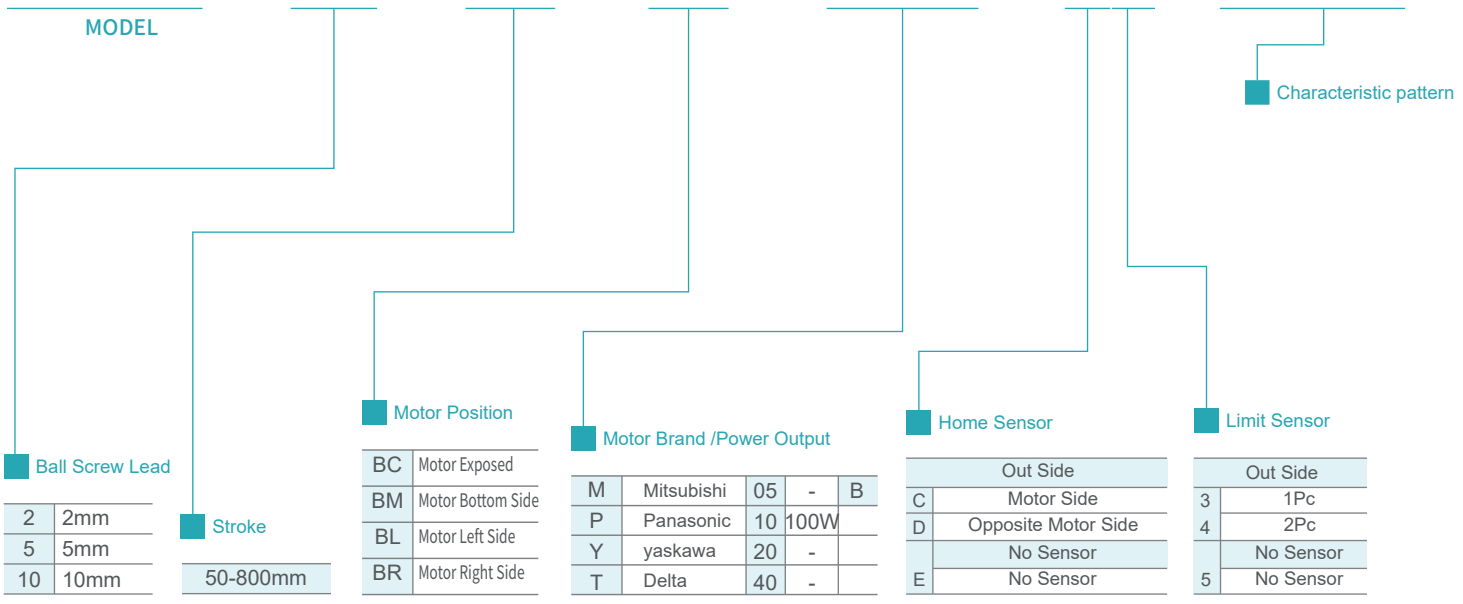 MODEL
Characteristic pattern
Ball Screw Lead
2 2mm
5 5mm
10 10mm
Stroke
50-800mm
Motor Position
BC Motor Exposed
BM Motor Bottom Side
BL Motor Left Side
BR Motor Right Side
Motor Brand /Power Output
M Mitsubishi 05 - B
P Panasonic 10 100W
Y yaskawa 20 -
T Delta 40 -
Home Sensor
Out Side
C Motor Side
D Opposite Motor Side
No Sensor
E No Sensor
Limit Sensor
Out Side
3 1Pc
4 2Pc
No Sensor
5 No Sensor